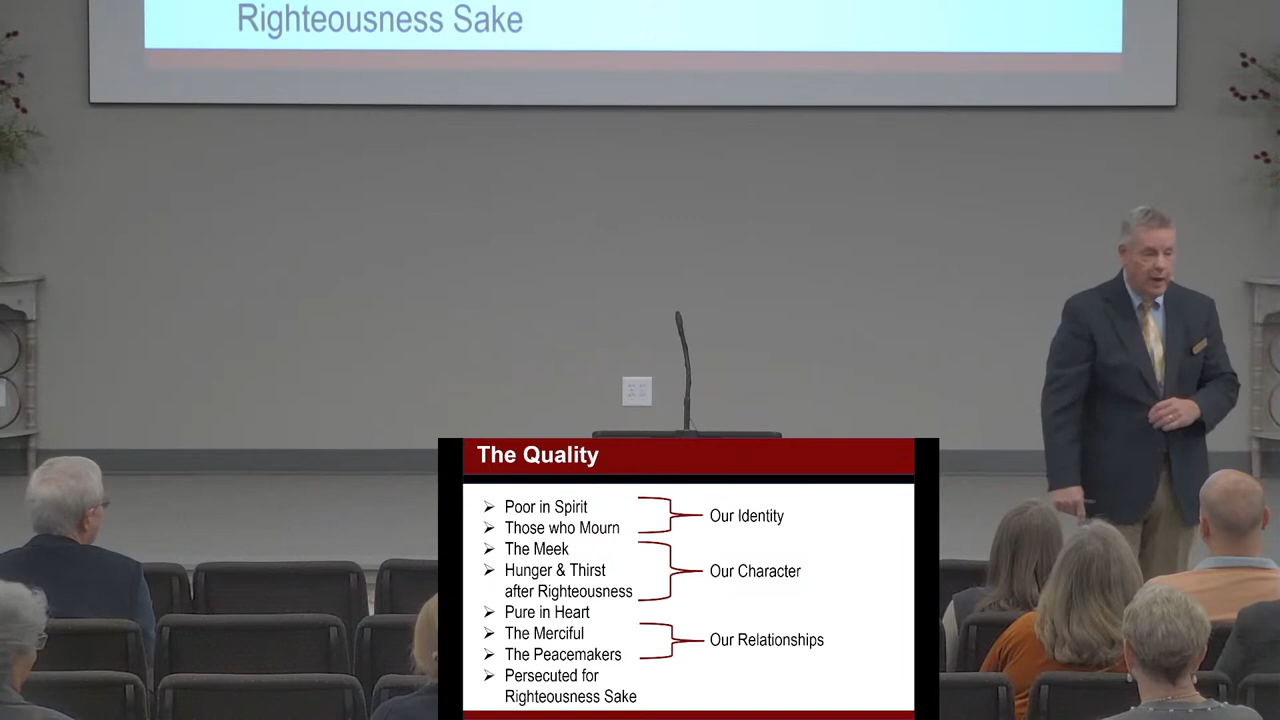 Righteousness Sake
The Quality
➢ Poor in Spirit
➢ Those who Mourn
Our Identity
➢ The Meek
➢ Hunger & Thirst
after Righteousness
Our Character
➢ Pure in Heart
➢ The Merciful
➢ The Peacemakers
Our Relationships
➢ Persecuted for
Righteousness Sake